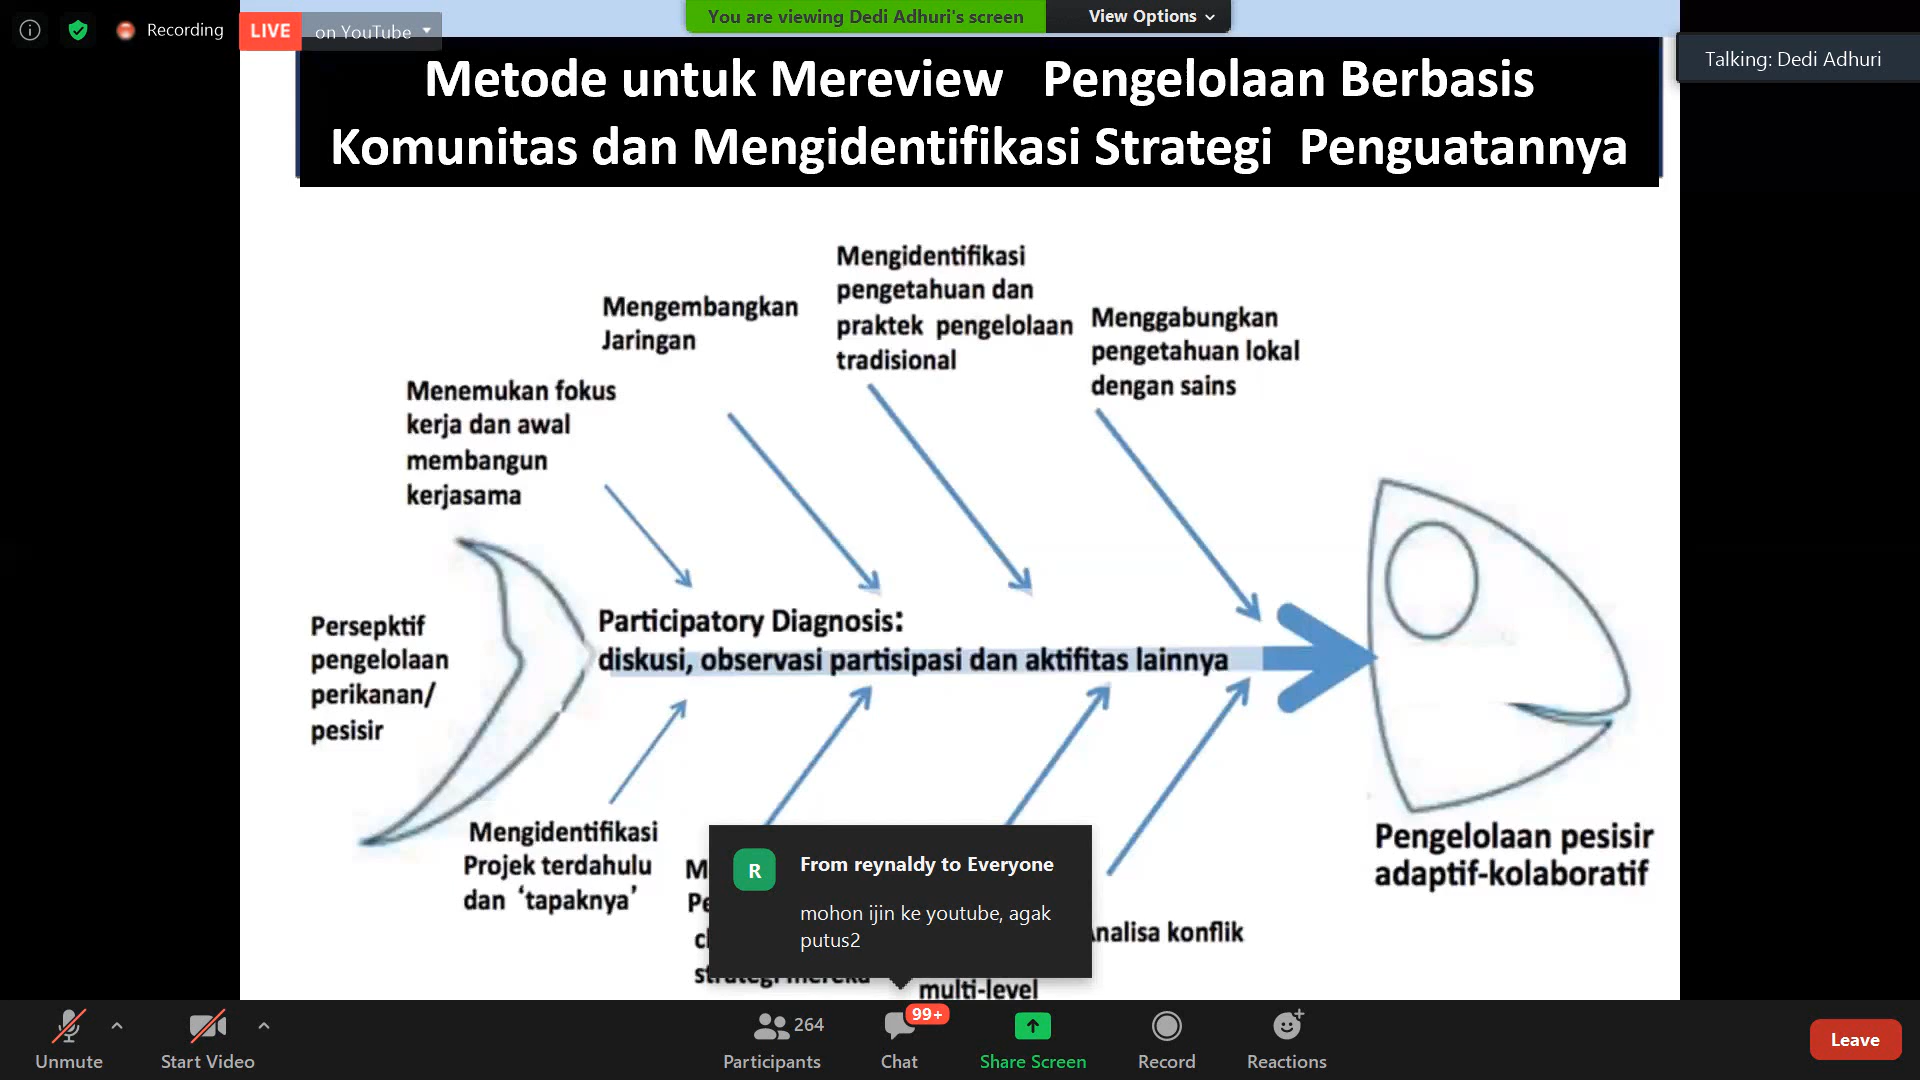 Recording
LIVE on YouTube
You are viewing Dedi Adhuri's screen
View Options
Talking: Dedi Adhuri
Metode untuk Mereview Pengelolaan Berbasis
Komunitas dan Mengidentifikasi Strategi Penguatannya
Menemukan fokus
kerja dan awal
membangun
kerjasama
Mengembangkan
Jaringan
Mengidentifikasi
pengetahuan dan
praktek pengelolaan
tradisional
Menggabungkan
pengetahuan lokal
dengan sains
Persepktif
pengelolaan
perikanan/
pesisir
Participatory Diagnosis:
diskusi, observasi partisipasi dan aktifitas lainnya
Mengidentifikasi
Projek terdahulu
dan ‘tapaknya’
strategi mereka
multi-level
Analisa konflik
Pengelolaan pesisir
adaptif-kolaboratif
R
From reynaldy to Everyone
mohon ijin ke youtube, agak
putus2
Unmute
Start Video
264
Participants
99+
Chat
Share Screen
Record
Reactions
Leave